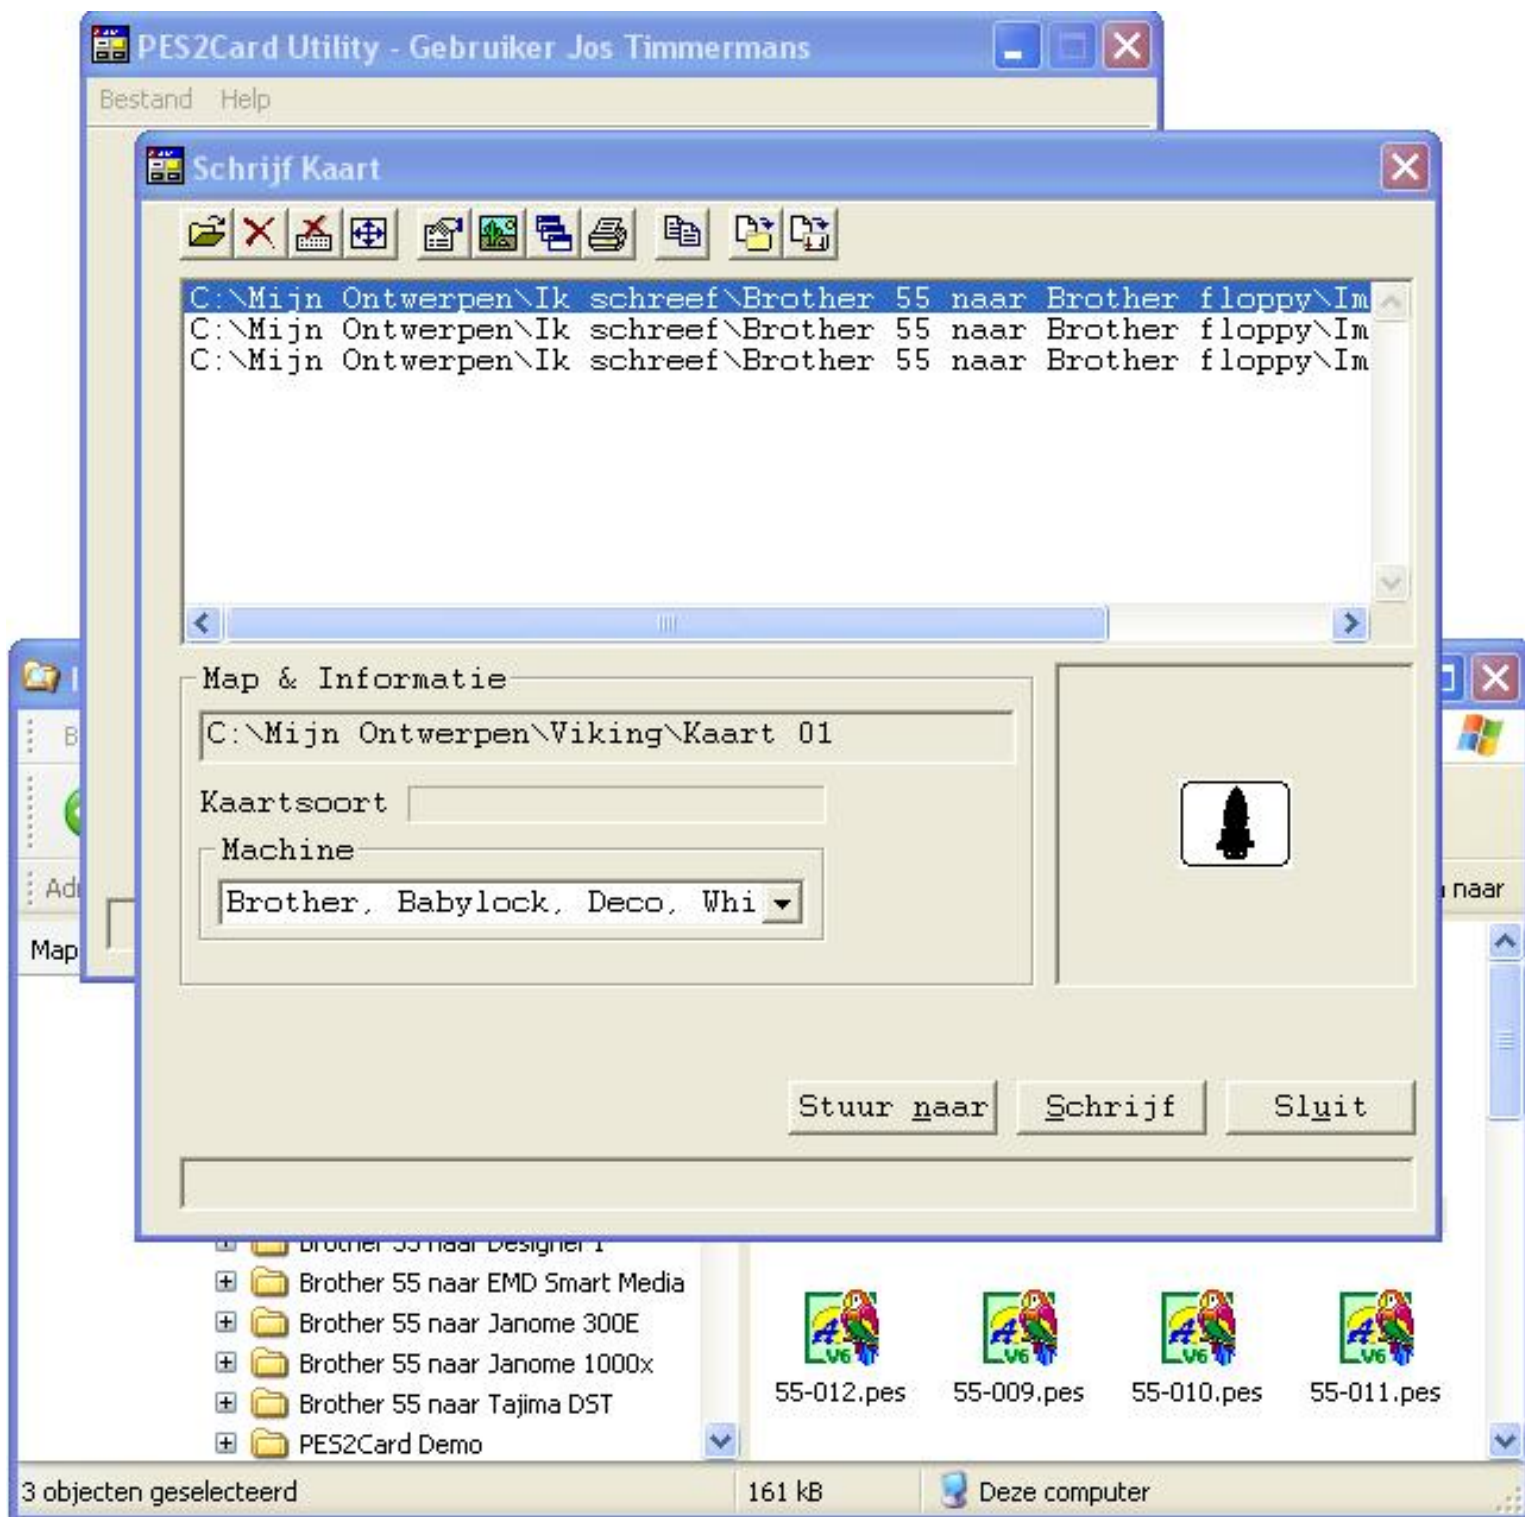 PES2Card Utility - Gebruiker Jos Timmermans
Bestand Help
Schrijf Kaart
C:\Mijn Ontwerpen\Ik schreef\Brother 55 naar Brother floppy\Im
C:\Mijn Ontwerpen\Ik schreef\Brother 55 naar Brother floppy\Im
C:\Mijn Ontwerpen\Ik schreef\Brother 55 naar Brother floppy\Im
Map & Informatie
C:\Mijn Ontwerpen\Viking\Kaart 01
Kaartsoort
Machine
Brother, Babylock, Deco, Whi
naar
Map
Stuur naar Schrijf Sluit
Brother 55 naar Designer I
Brother 55 naar EMD Smart Media
Brother 55 naar Janome 300E
Brother 55 naar Janome 1000x
Brother 55 naar Tajima DST
PES2Card Demo
55-012.pes 55-009.pes 55-010.pes 55-011.pes
3 objecten geselecteerd 161 kB Deze computer